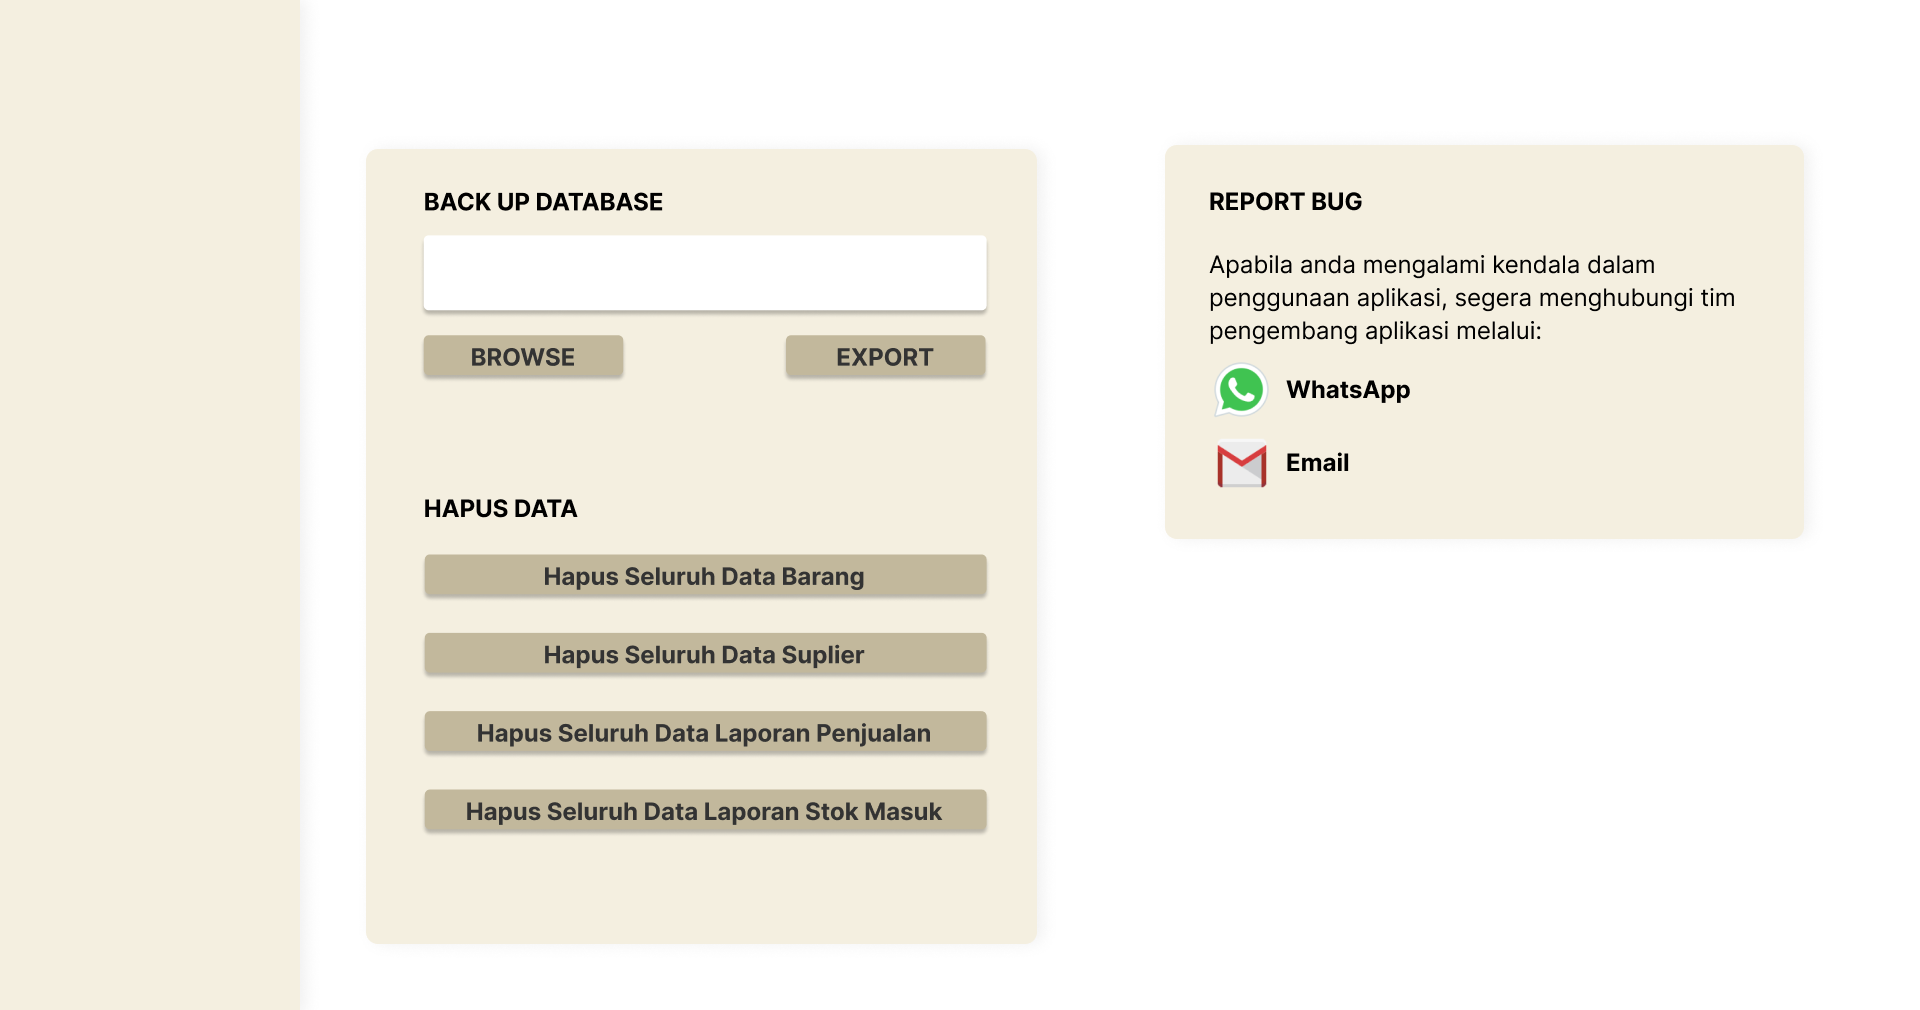 BACK UP DATABASE
BROWSE
EXPORT
HAPUS DATA
Hapus Seluruh Data Barang
Hapus Seluruh Data Suplier
Hapus Seluruh Data Laporan Penjualan
Hapus Seluruh Data Laporan Stok Masuk
REPORT BUG
Apabila anda mengalami kendala dalam
penggunaan aplikasi, segera menghubungi tim
pengembang aplikasi melalui:
WhatsApp
Email